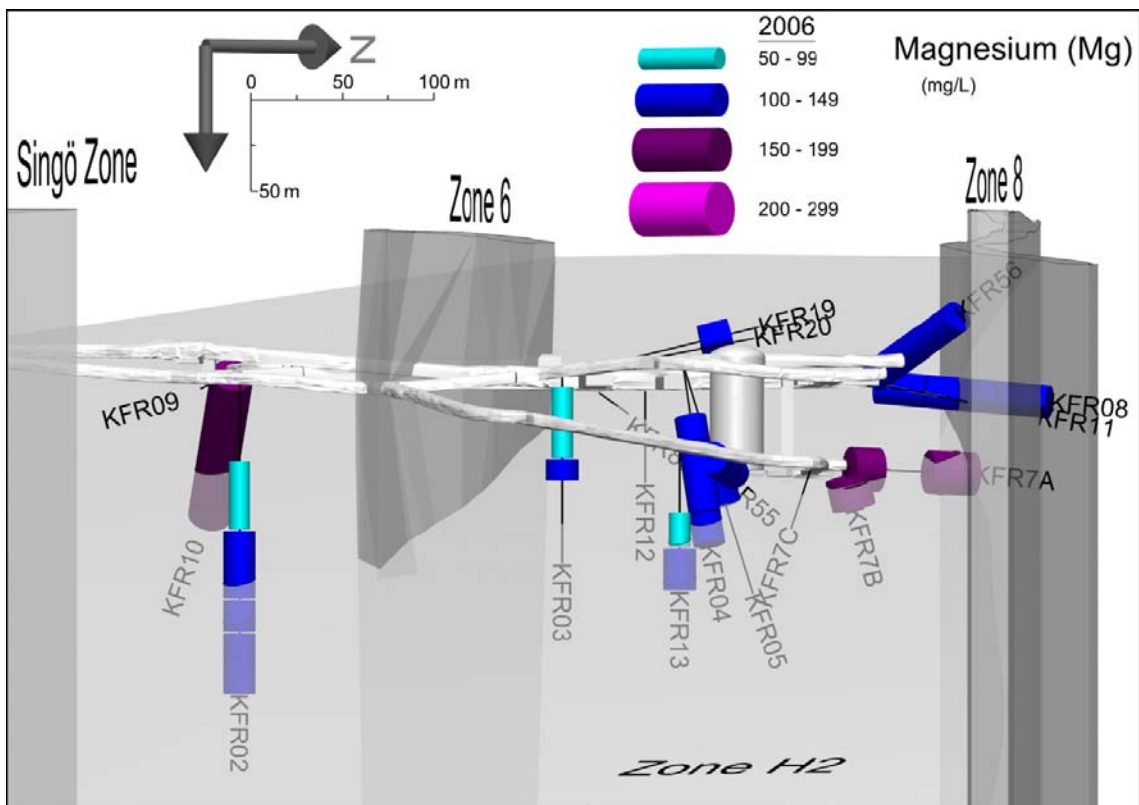 2006
Magnesium (Mg)
(mg/L)
50 - 99
100 - 149
150 - 199
200 - 299
N
0 50 100 m
50 m
Singö Zone
Zone 6
Zone 8
KFR56
KFR19
KFR20
KFR09
KFR08
KFR11
KFR7A
R55
KFR7B
KFR10
KFR12
KFR03
KFR04
KFR13
KFR05
KFR02
Zone H2